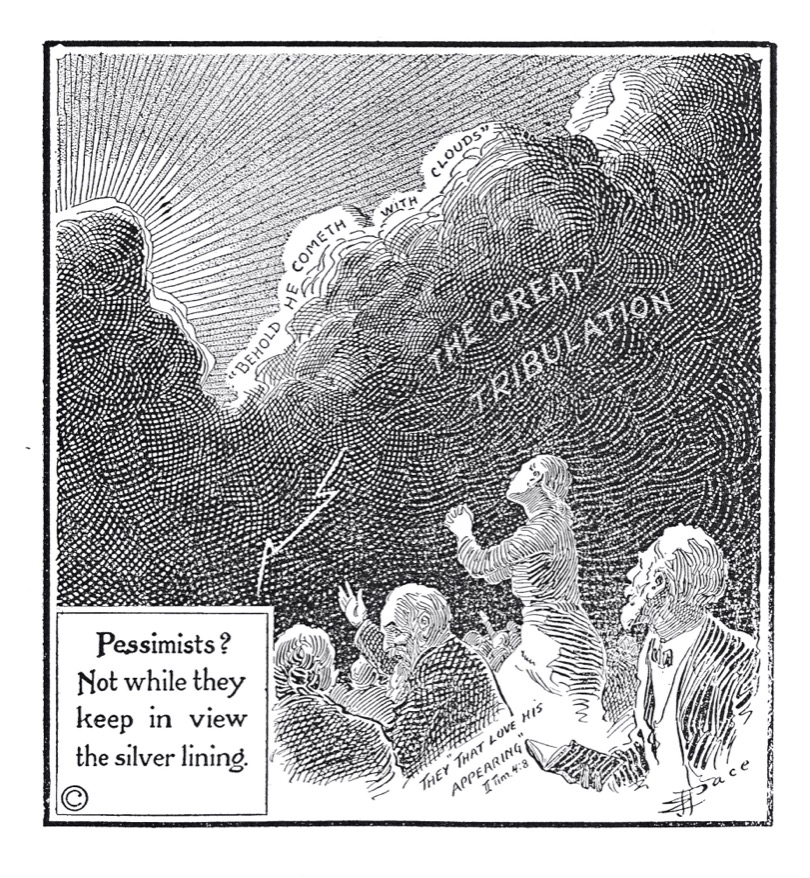 "BEHOLD HE COMETH WITH CLOUDS"
THE GREAT
TRIBULATION
Pessimists?
Not while they
keep in view
the silver lining.
©
THEY "THAT LOVE HIS
APPEARING"
II Tim. 4:8
Pace